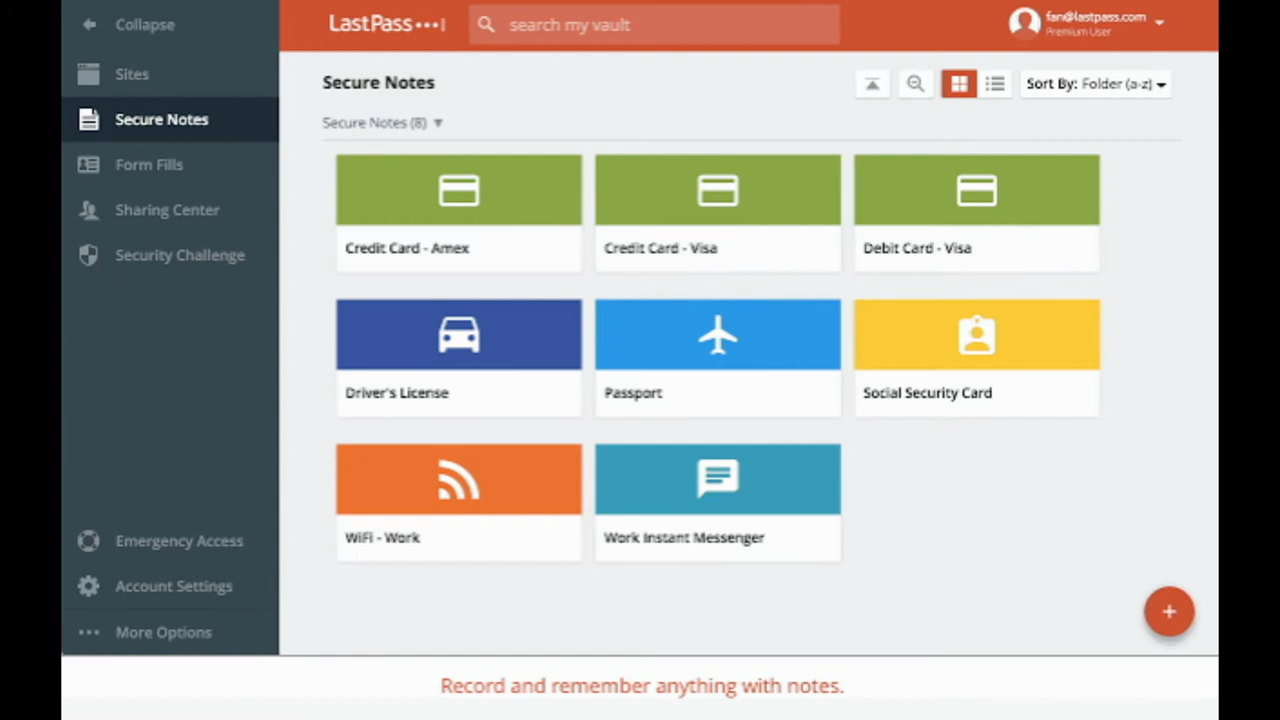 Collapse
LastPass
search my vault
fan@lastpass.com
Premium User
Sites
Secure Notes
Form Fills
Sharing Center
Security Challenge
Emergency Access
Account Settings
More Options
Secure Notes
Sort By: Folder (a-z)
Secure Notes (8)
Credit Card - Amex
Credit Card - Visa
Debit Card - Visa
Driver's License
Passport
Social Security Card
WiFi - Work
Work Instant Messenger
Record and remember anything with notes.